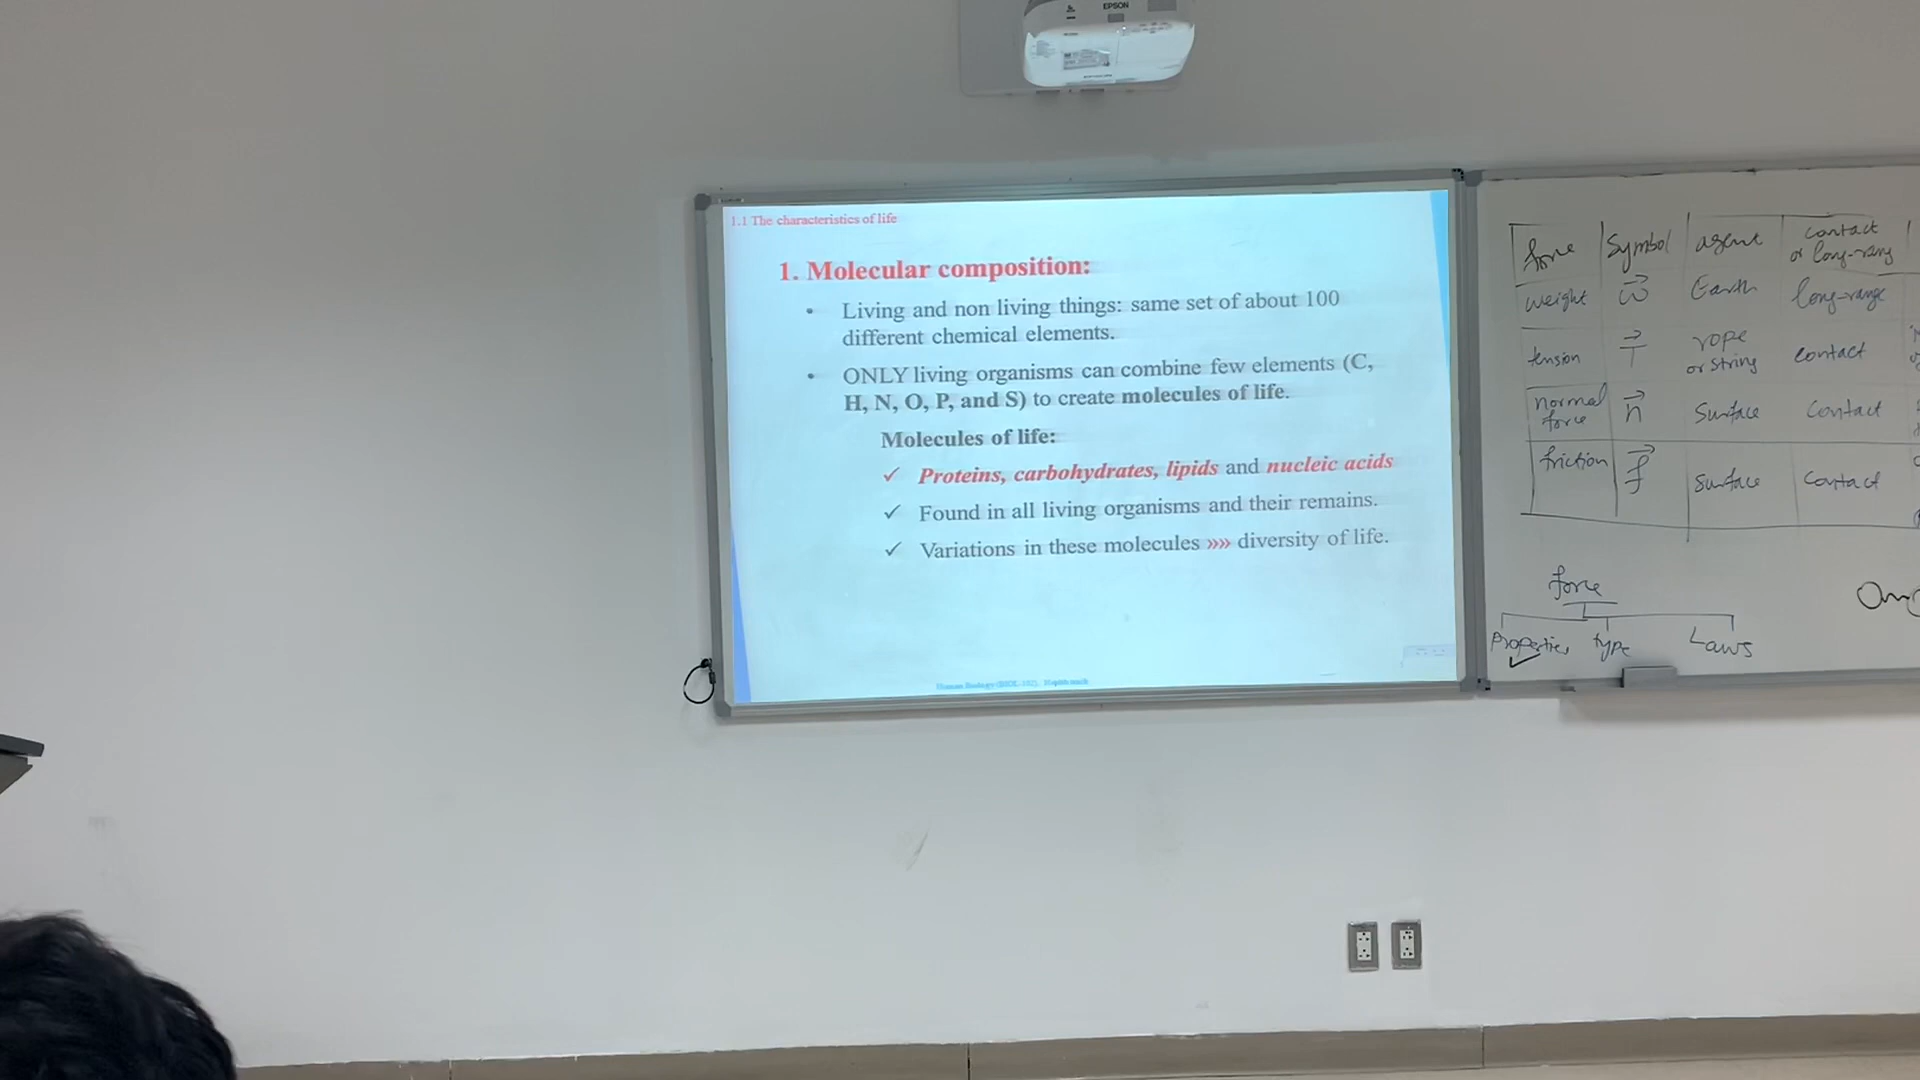 EPSON
1.1 The characteristics of life
1. Molecular composition:
• Living and non living things: same set of about 100
different chemical elements.
• ONLY living organisms can combine few elements (C,
H, N, O, P, and S) to create molecules of life.
Molecules of life:
✓ Proteins, carbohydrates, lipids and nucleic acids
✓ Found in all living organisms and their remains.
✓ Variations in these molecules »»» diversity of life.
force symbol agent contact
or long-rang
weight w Earth long-range
tension T rope
or string contact
normal
force n surface contact
friction f surface contact
force
Properties type Laws